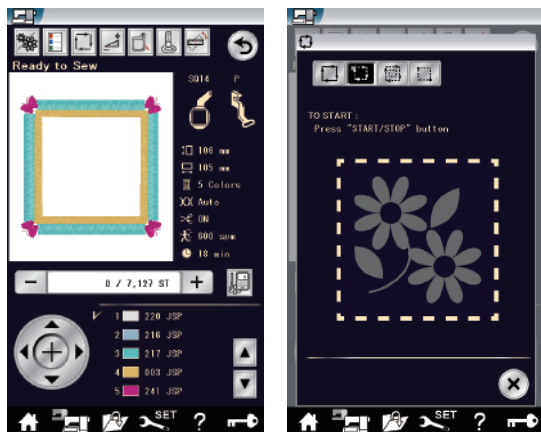 Ready to Sew
SQ14 P
106 mm
105 mm
5 Colors
Auto
ON
600 spm
18 min
0 / 7,127 ST
1 220 JSP
2 216 JSP
3 217 JSP
4 003 JSP
5 241 JSP
SET
?
TO START :
Press "START/STOP" button
SET
?